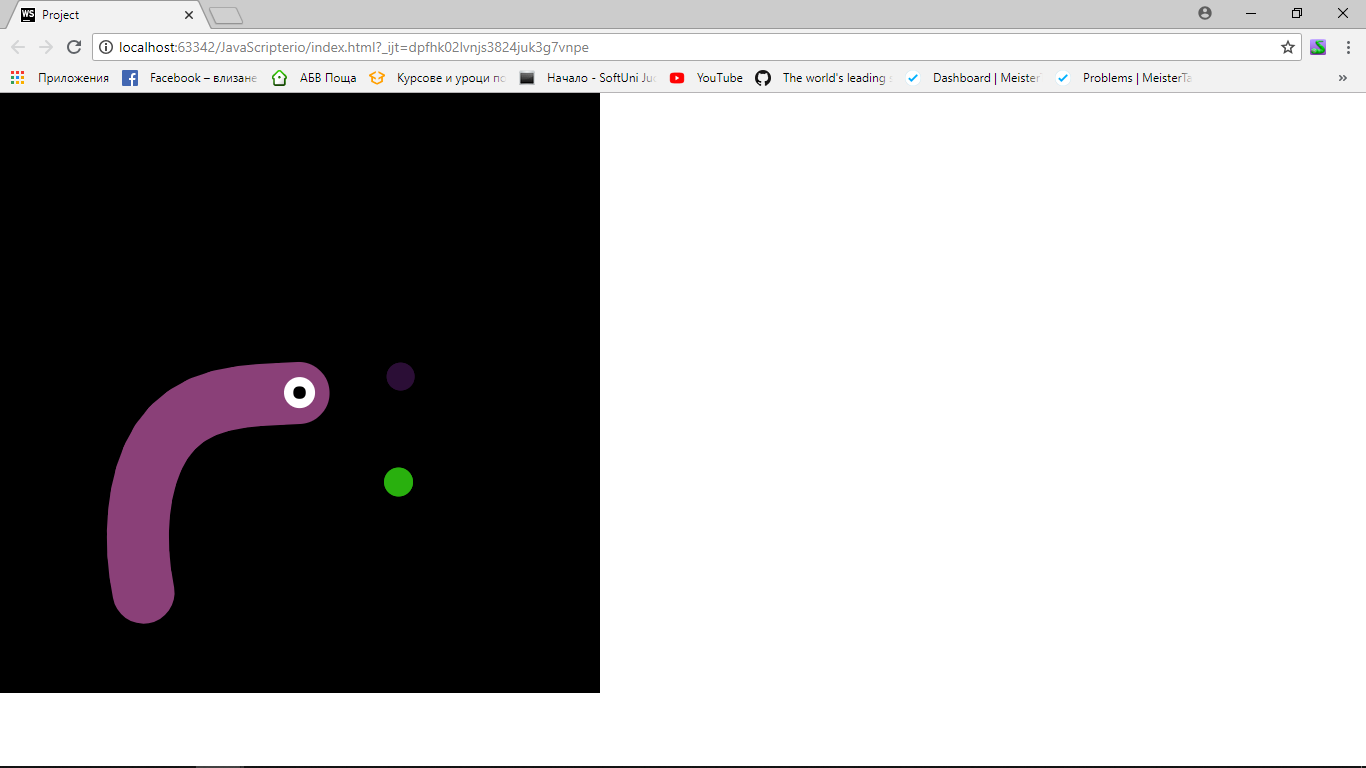 WS Project
localhost:63342/JavaScripterio/index.html?_ijt=dpfhk02lvnjs3824juk3g7vnpe
Приложения Facebook – влизане АБВ Поща Курсове и уроци по Начало - SoftUni Ju YouTube The world's leading Dashboard | Meister Problems | MeisterTa »